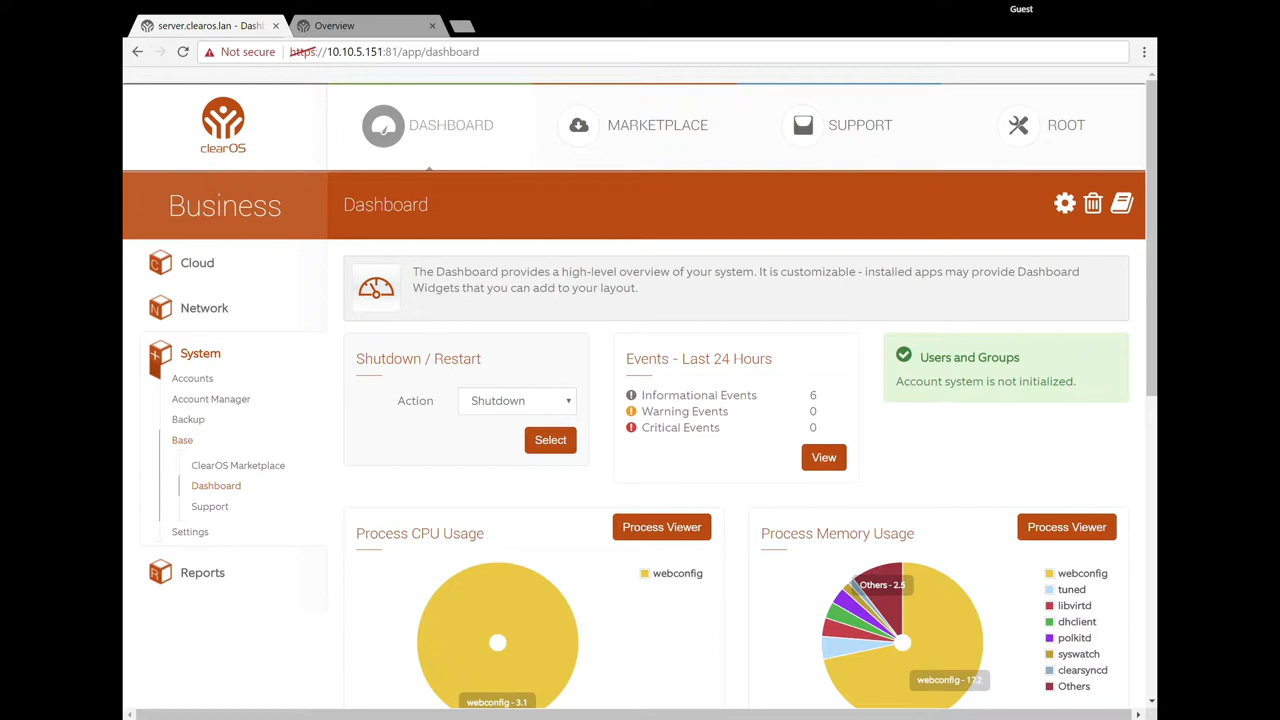 Guest
server.clearos.lan - Dash
Overview
Not secure
https://10.10.5.151:81/app/dashboard
clearOS
DASHBOARD
MARKETPLACE
SUPPORT
ROOT
Business
Dashboard
Cloud
Network
System
Accounts
Account Manager
Backup
Base
ClearOS Marketplace
Dashboard
Support
Settings
Reports
The Dashboard provides a high-level overview of your system. It is customizable - installed apps may provide Dashboard
Widgets that you can add to your layout.
Shutdown / Restart
Action
Shutdown
Select
Events - Last 24 Hours
Informational Events 6
Warning Events 0
Critical Events 0
View
Users and Groups
Account system is not initialized.
Process CPU Usage
Process Viewer
webconfig
webconfig - 3.1
Process Memory Usage
Process Viewer
Others - 2.5
webconfig - 17.2
webconfig
tuned
libvirtd
dhclient
polkitd
syswatch
clearsyncd
Others